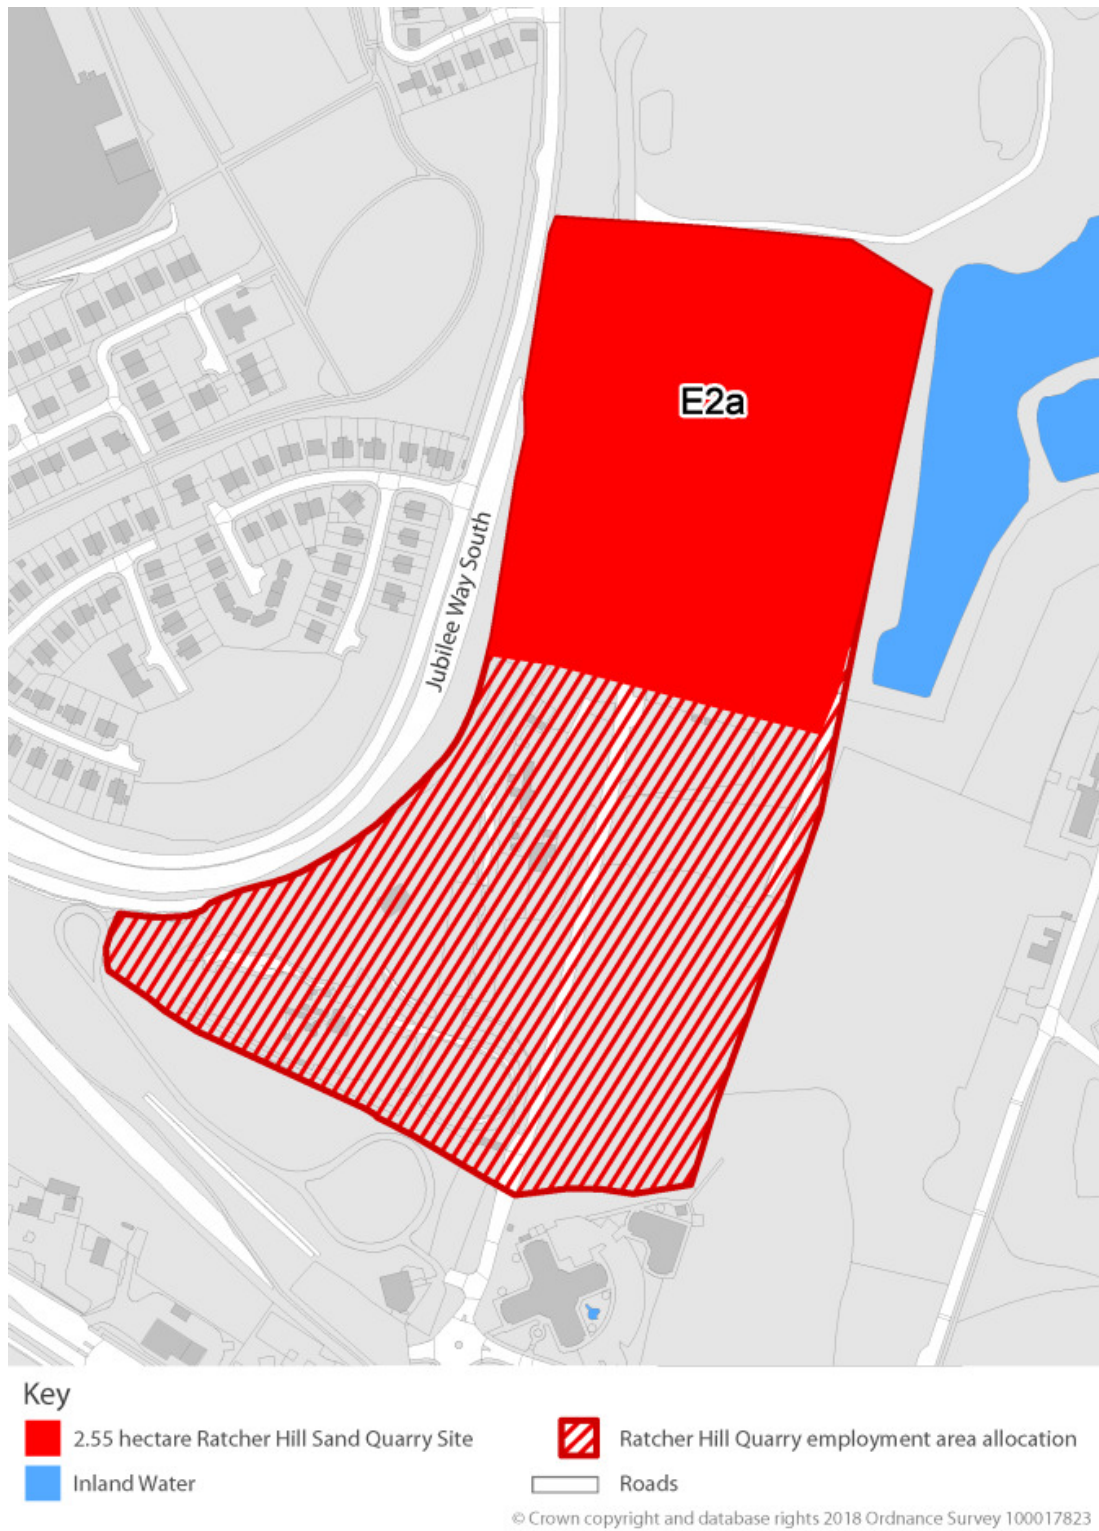 E2a
Jubilee Way South
Key
2.55 hectare Ratcher Hill Sand Quarry Site
Ratcher Hill Quarry employment area allocation
Inland Water
Roads
© Crown copyright and database rights 2018 Ordnance Survey 100017823